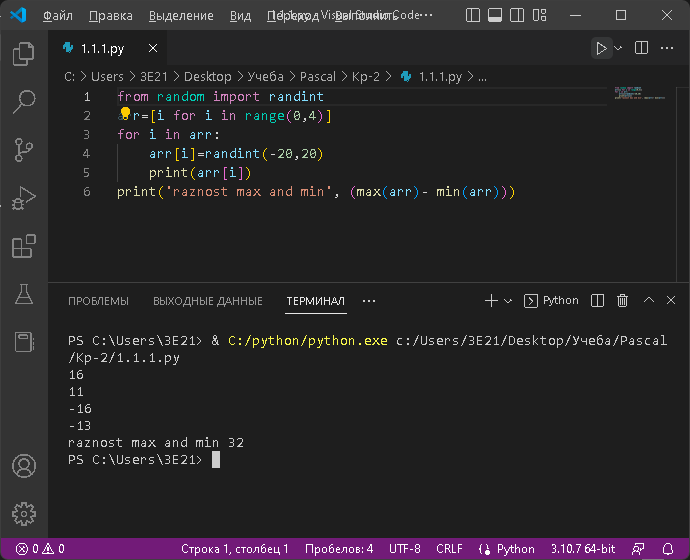 Файл Правка Выделение Вид Переход Выполнить ··· Visual Studio Code
1.1.1.py
C: > Users > 3E21 > Desktop > Учеба > Pascal > Кр-2 > 1.1.1.py > ...
1 from random import randint
2 r=[i for i in range(0,4)]
3 for i in arr:
4 arr[i]=randint(-20,20)
5 print(arr[i])
6 print('raznost max and min', (max(arr)- min(arr)))
ПРОБЛЕМЫ ВЫХОДНЫЕ ДАННЫЕ ТЕРМИНАЛ ··· Python
PS C:\Users\3E21> & C:/python/python.exe c:/Users/3E21/Desktop/Учеба/Pascal
/Кр-2/1.1.1.py
16
11
-16
-13
raznost max and min 32
PS C:\Users\3E21>
0 0 Строка 1, столбец 1 Пробелов: 4 UTF-8 CRLF Python 3.10.7 64-bit